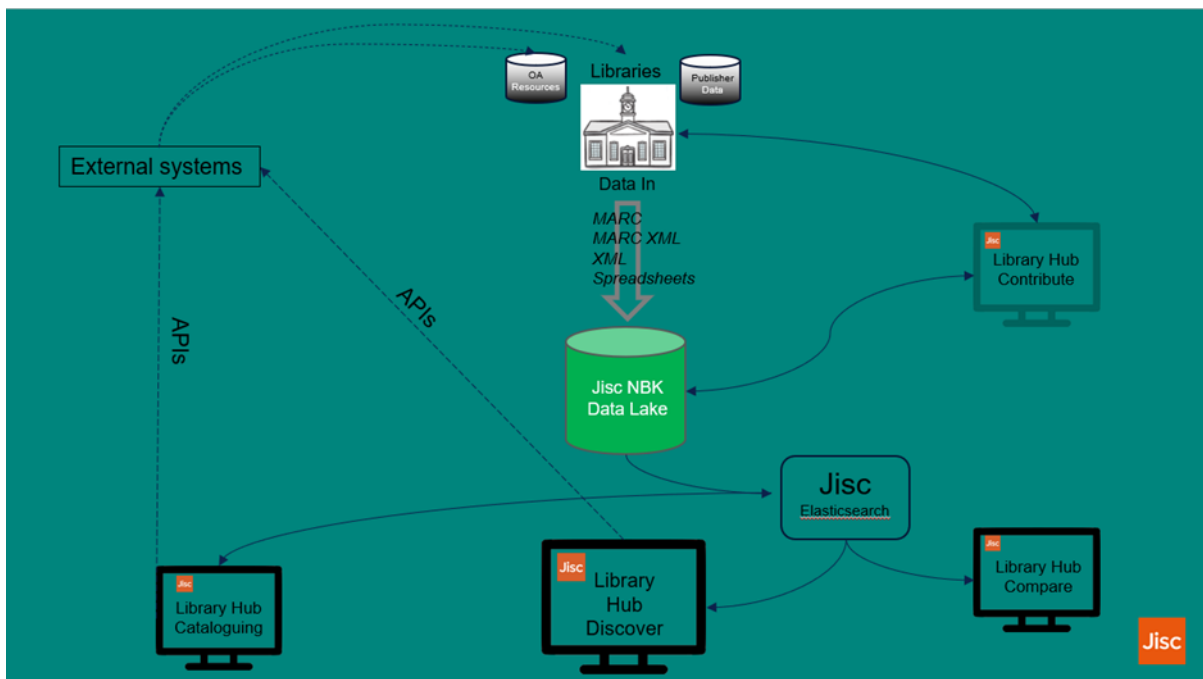 OA
Resources
Libraries
Publisher
Data
External systems
Data In
MARC
MARC XML
XML
Spreadsheets
APIs
APIs
Jisc
Library Hub
Contribute
Jisc NBK
Data Lake
Jisc
Elasticsearch
Jisc
Library Hub
Cataloguing
Jisc
Library
Hub
Discover
Jisc
Library Hub
Compare
Jisc